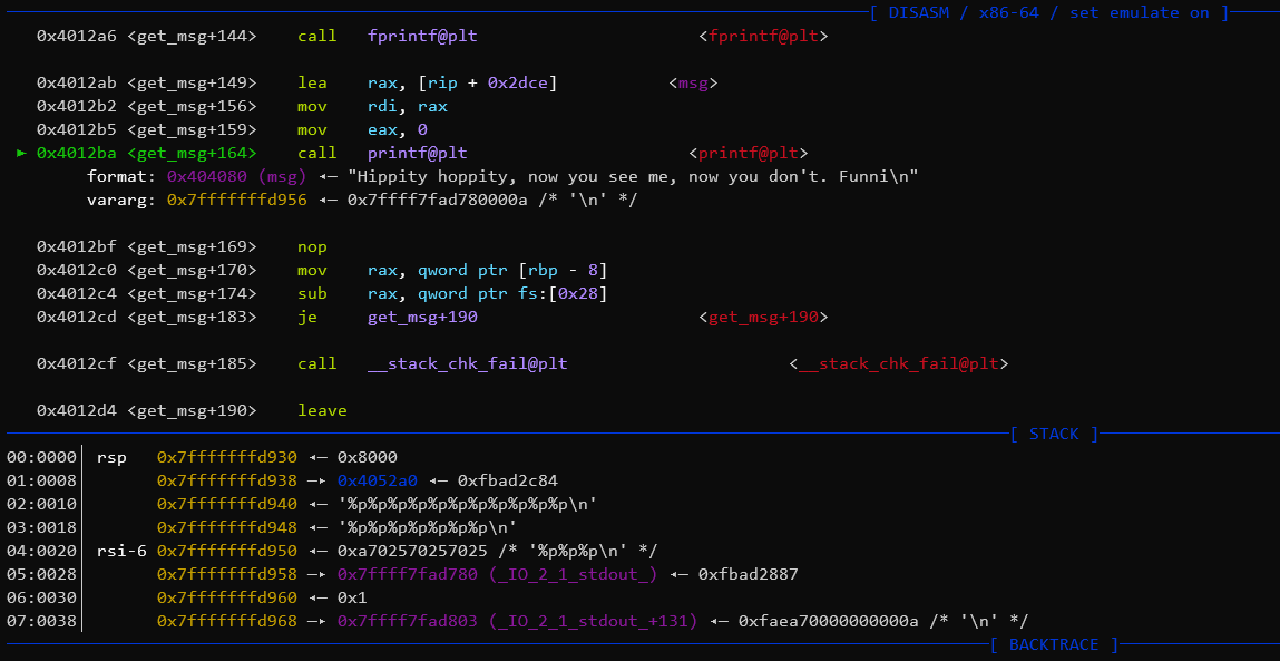 [ DISASM / x86-64 / set emulate on ]
0x4012a6 <get_msg+144> call fprintf@plt <fprintf@plt>
0x4012ab <get_msg+149> lea rax, [rip + 0x2dce] <msg>
0x4012b2 <get_msg+156> mov rdi, rax
0x4012b5 <get_msg+159> mov eax, 0
► 0x4012ba <get_msg+164> call printf@plt <printf@plt>
format: 0x404080 (msg) ◂— "Hippity hoppity, now you see me, now you don't. Funni\n"
vararg: 0x7fffffffd956 ◂— 0x7ffff7fad780000a /* '\n' */
0x4012bf <get_msg+169> nop
0x4012c0 <get_msg+170> mov rax, qword ptr [rbp - 8]
0x4012c4 <get_msg+174> sub rax, qword ptr fs:[0x28]
0x4012cd <get_msg+183> je get_msg+190 <get_msg+190>
0x4012cf <get_msg+185> call __stack_chk_fail@plt <__stack_chk_fail@plt>
0x4012d4 <get_msg+190> leave
[ STACK ]
00:0000│ rsp 0x7fffffffd930 ◂— 0x8000
01:0008│ 0x7fffffffd938 —▸ 0x4052a0 ◂— 0xfbad2c84
02:0010│ 0x7fffffffd940 ◂— '%p%p%p%p%p%p%p%p%p%p%p\n'
03:0018│ 0x7fffffffd948 ◂— '%p%p%p%p%p%p%p\n'
04:0020│ rsi-6 0x7fffffffd950 ◂— 0xa702570257025 /* '%p%p%p\n' */
05:0028│ 0x7fffffffd958 —▸ 0x7ffff7fad780 (_IO_2_1_stdout_) ◂— 0xfbad2887
06:0030│ 0x7fffffffd960 ◂— 0x1
07:0038│ 0x7fffffffd968 —▸ 0x7ffff7fad803 (_IO_2_1_stdout_+131) ◂— 0xfaea70000000000a /* '\n' */
[ BACKTRACE ]